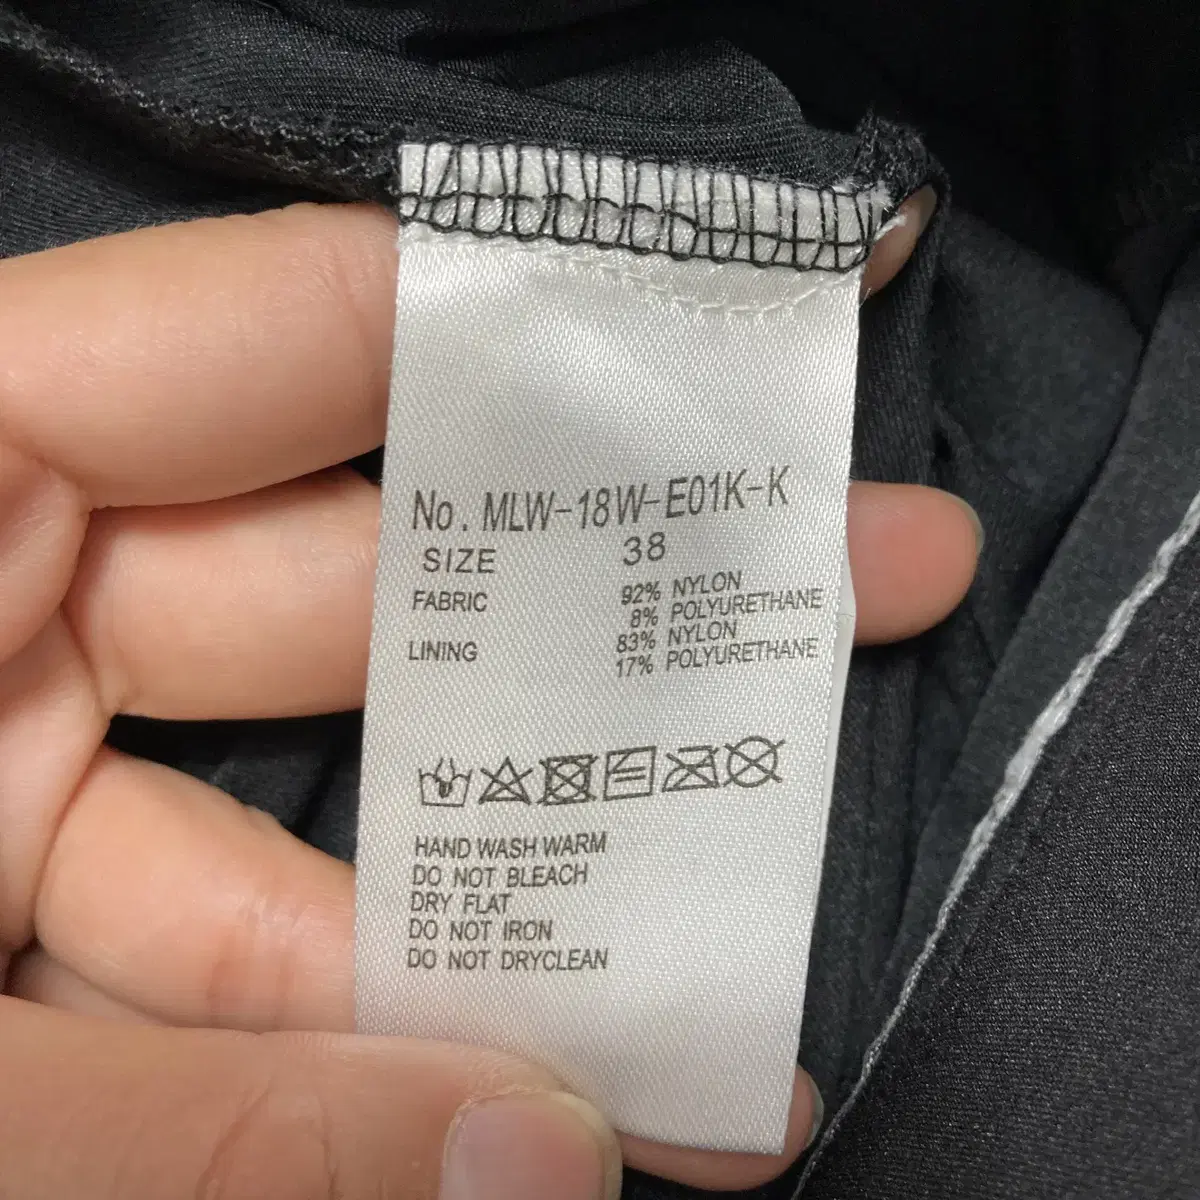 No. MLW-18W-E01K-K
SIZE 38
FABRIC 92% NYLON
8% POLYURETHANE
LINING 83% NYLON
17% POLYURETHANE
HAND WASH WARM
DO NOT BLEACH
DRY FLAT
DO NOT IRON
DO NOT DRYCLEAN